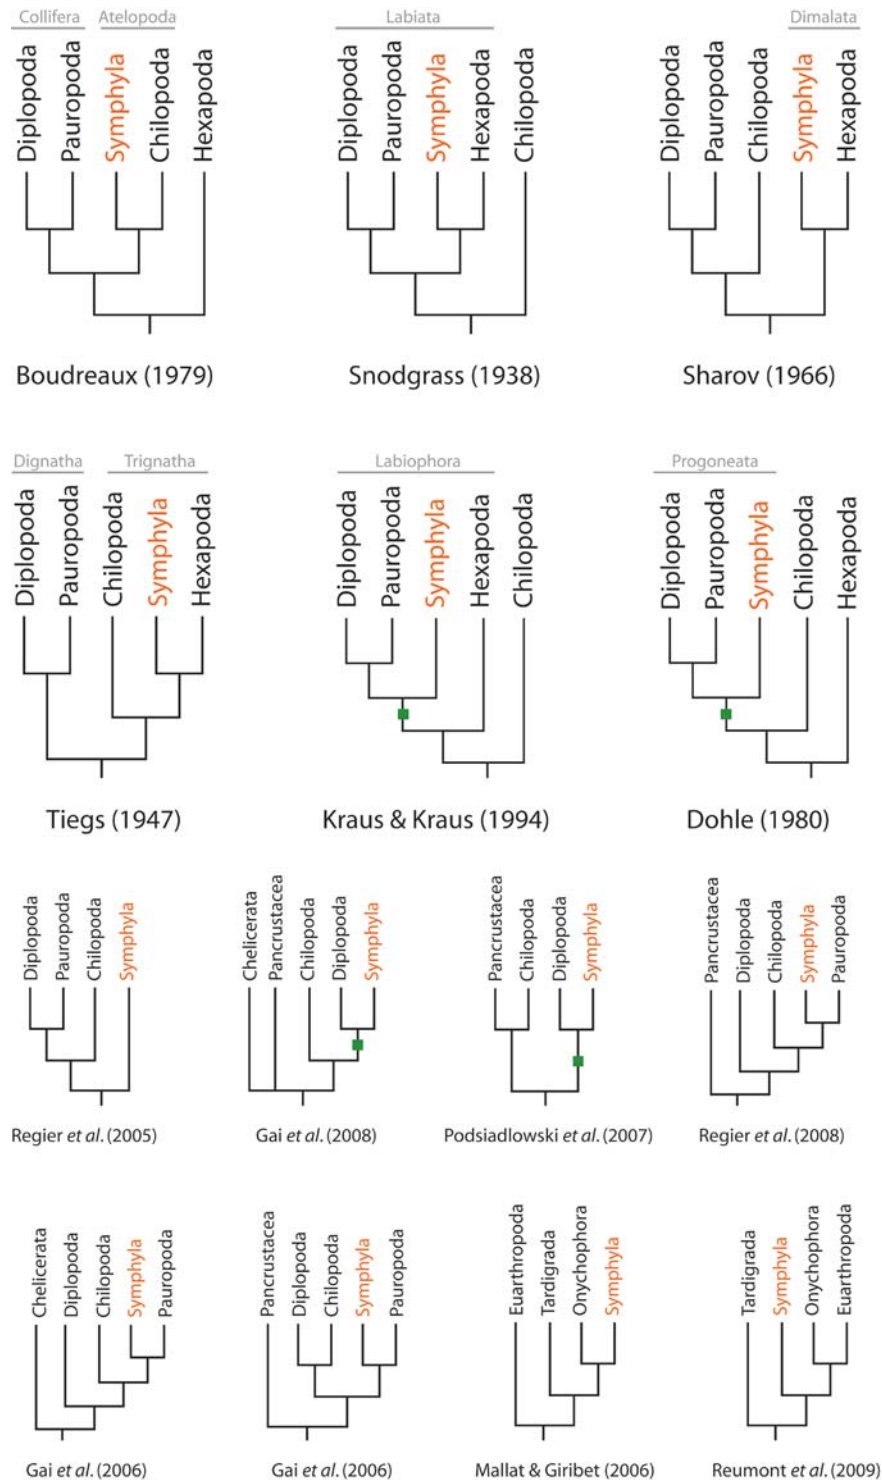 Collifera Atelopoda Labiata Dimalata
Diplopoda Pauropoda Symphyla Chilopoda Hexapoda Diplopoda Pauropoda Symphyla Hexapoda Chilopoda Diplopoda Pauropoda Chilopoda Symphyla Hexapoda
Boudreaux (1979) Snodgrass (1938) Sharov (1966)
Dignatha Trignatha Labiophora Progoneata
Diplopoda Pauropoda Chilopoda Symphyla Hexapoda Diplopoda Pauropoda Symphyla Hexapoda Chilopoda Diplopoda Pauropoda Symphyla Chilopoda Hexapoda
Tiegs (1947) Kraus & Kraus (1994) Dohle (1980)
Diplopoda Pauropoda Chilopoda Symphyla Chelicerata Pancrustacea Chilopoda Diplopoda Symphyla Pancrustacea Chilopoda Diplopoda Symphyla Pancrustacea Diplopoda Chilopoda Symphyla Pauropoda
Regier et al. (2005) Gai et al. (2008) Podsiadlowski et al. (2007) Regier et al. (2008)
Chelicerata Diplopoda Chilopoda Symphyla Pauropoda Pancrustacea Diplopoda Chilopoda Symphyla Pauropoda Euarthropoda Tardigrada Onychophora Symphyla Tardigrada Symphyla Onychophora Euarthropoda
Gai et al. (2006) Gai et al. (2006) Mallat & Giribet (2006) Reumont et al. (2009)